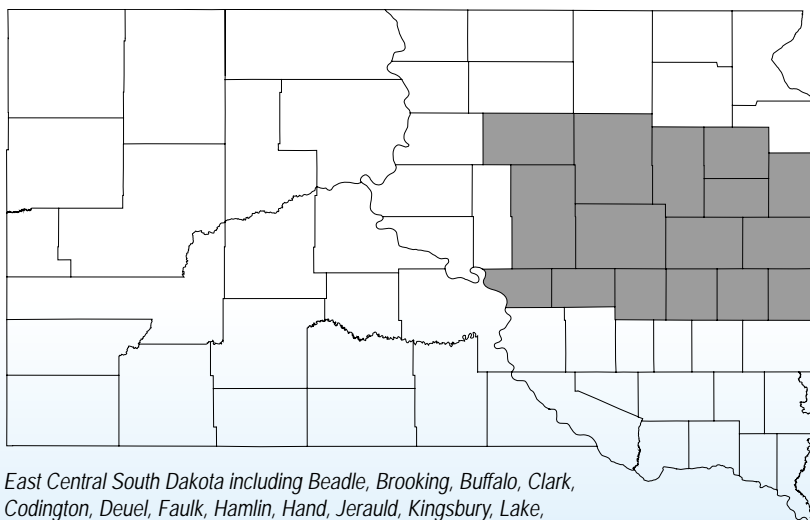 East Central South Dakota including Beadle, Brooking, Buffalo, Clark,
Codington, Deuel, Faulk, Hamlin, Hand, Jerauld, Kingsbury, Lake,